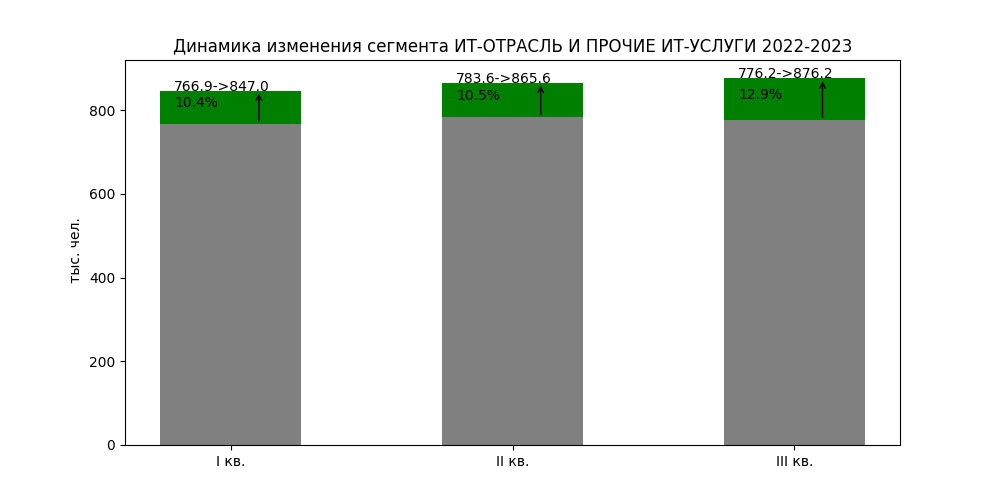 Динамика изменения сегмента ИТ-ОТРАСЛЬ И ПРОЧИЕ ИТ-УСЛУГИ 2022-2023
766.9->847.0
10.4%
783.6->865.6
10.5%
776.2->876.2
12.9%
800
600
400
200
0
тыс. чел.
I кв.
II кв.
III кв.